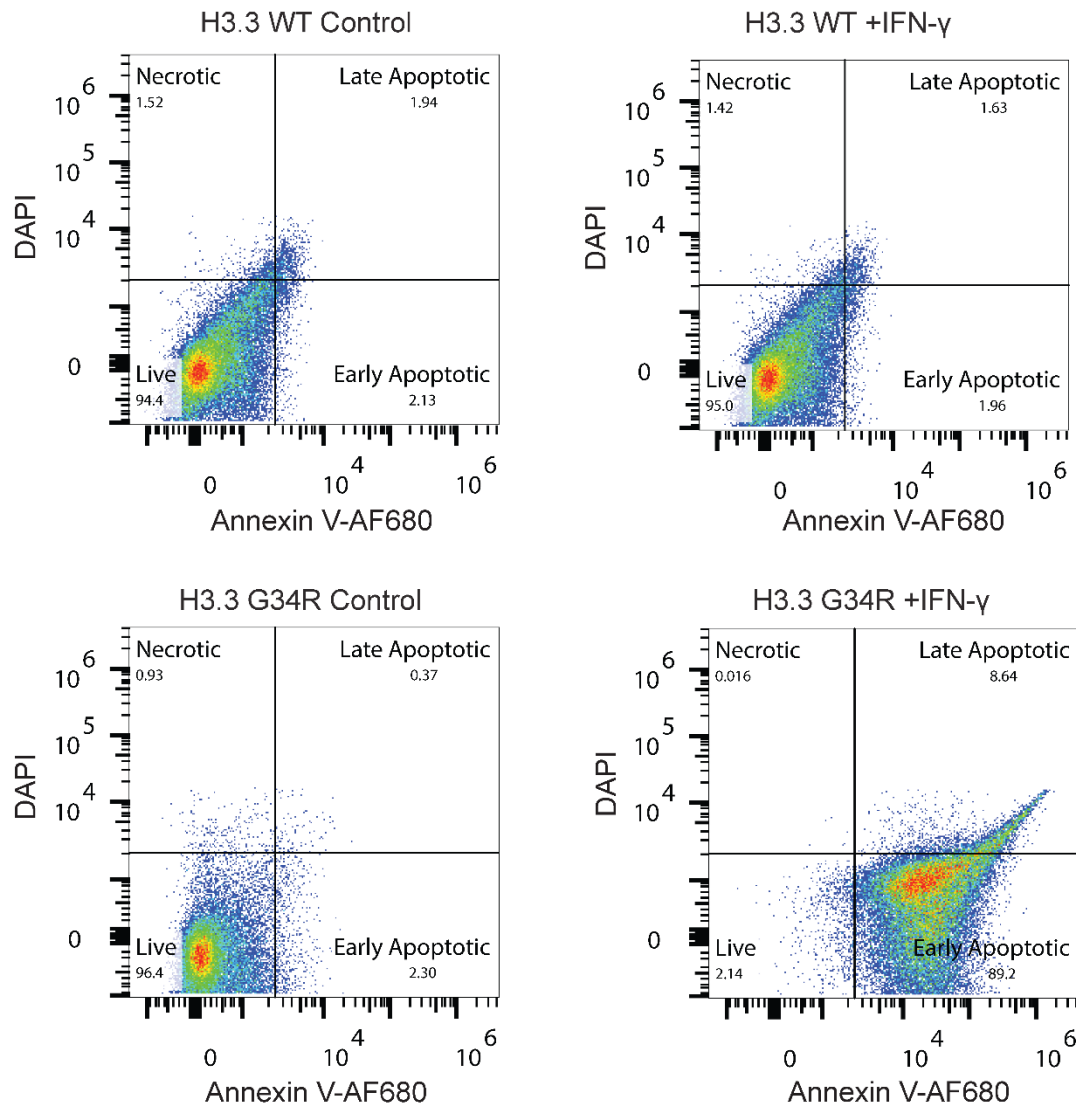 H3.3 WT Control
Necrotic
1.52
Late Apoptotic
1.94
Live
94.4
Early Apoptotic
2.13
DAPI
10 6
10 5
10 4
0
0
10 4
10 6
Annexin V-AF680
H3.3 WT +IFN-γ
Necrotic
1.42
Late Apoptotic
1.63
Live
95.0
Early Apoptotic
1.96
DAPI
10 6
10 5
10 4
0
0
10 4
10 6
Annexin V-AF680
H3.3 G34R Control
Necrotic
0.93
Late Apoptotic
0.37
Live
96.4
Early Apoptotic
2.30
DAPI
10 6
10 5
10 4
0
0
10 4
10 6
Annexin V-AF680
H3.3 G34R +IFN-γ
Necrotic
0.016
Late Apoptotic
8.64
Live
2.14
Early Apoptotic
89.2
DAPI
10 6
10 5
10 4
0
0
10 4
10 6
Annexin V-AF680